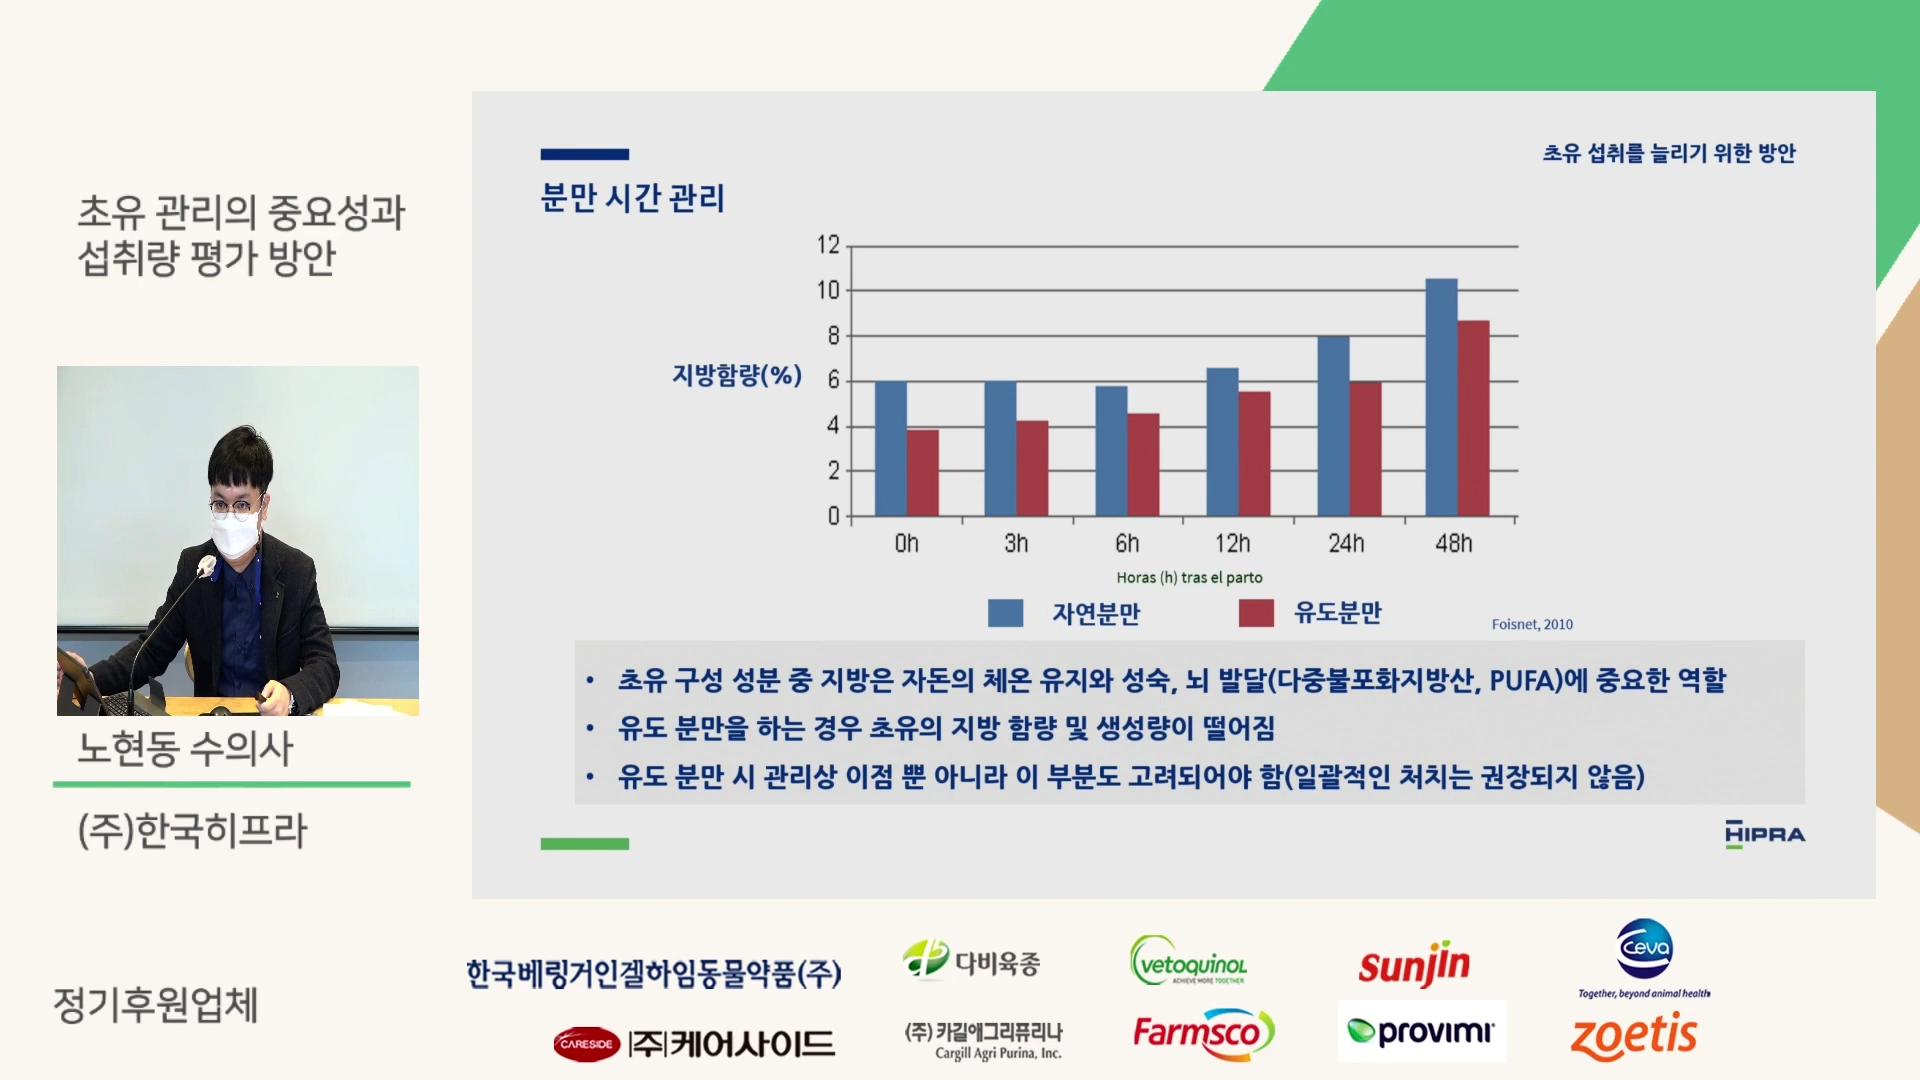 초유 관리의 중요성과
섭취량 평가 방안
노현동 수의사
(주)한국히프라
초유 섭취를 늘리기 위한 방안
분만 시간 관리
12
10
8
지방함량(%)
6
4
2
0
0h 3h 6h 12h 24h 48h
Horas (h) tras el parto
자연분만 유도분만
Foisnet, 2010
• 초유 구성 성분 중 지방은 자돈의 체온 유지와 성숙, 뇌 발달(다중불포화지방산, PUFA)에 중요한 역할
• 유도 분만을 하는 경우 초유의 지방 함량 및 생성량이 떨어짐
• 유도 분만 시 관리상 이점 뿐 아니라 이 부분도 고려되어야 함(일괄적인 처치는 권장되지 않음)
HIPRA
정기후원업체
한국베링거인겔하임동물약품(주)
다비육종
vetoquinol
ACHIEVE MORE TOGETHER
sunjin
ceva
Together, beyond animal health
CARESIDE (주)케어사이드
(주) 카길애그리퓨리나
Cargill Agri Purina, Inc.
Farmsco
provimi
zoetis